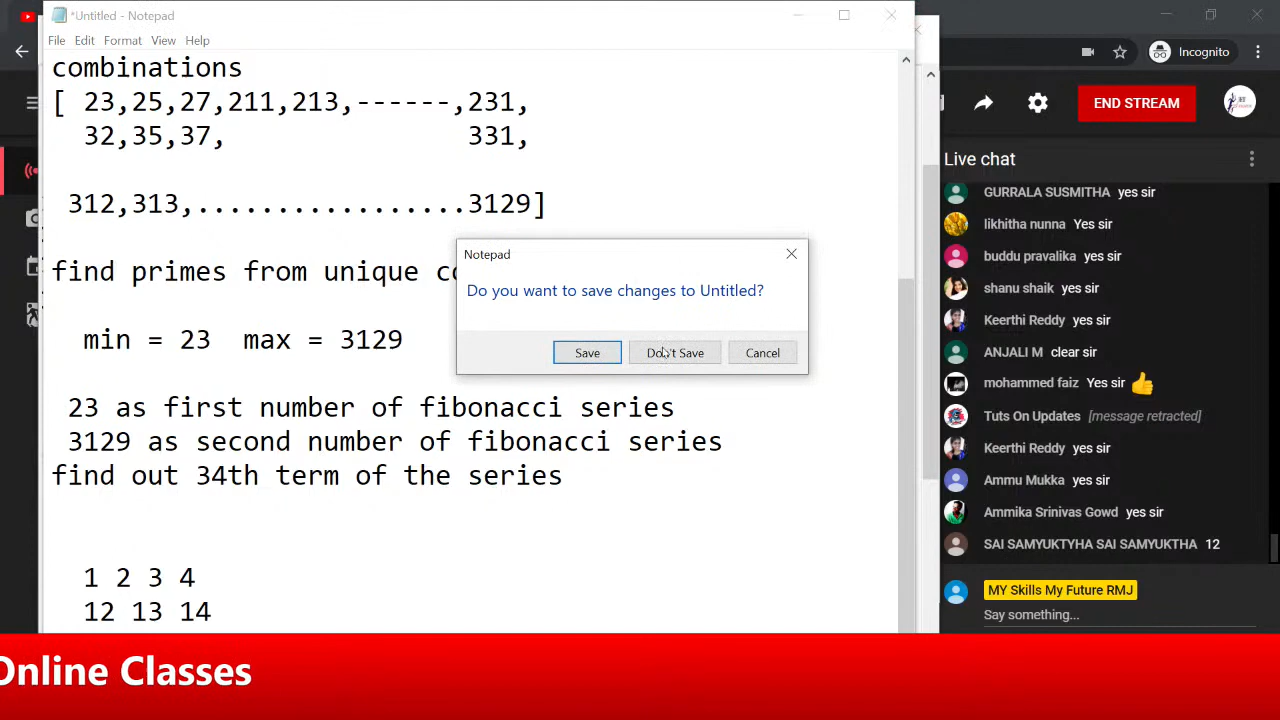 *Untitled - Notepad
File Edit Format View Help
combinations
[ 23,25,27,211,213,------,231,
32,35,37, 331,
312,313,.................3129]
find primes from unique co
min = 23 max = 3129
23 as first number of fibonacci series
3129 as second number of fibonacci series
find out 34th term of the series
1 2 3 4
12 13 14
Notepad
Do you want to save changes to Untitled?
Save Don't Save Cancel
Incognito
END STREAM
Live chat
GURRALA SUSMITHA yes sir
likhitha nunna Yes sir
buddu pravalika yes sir
shanu shaik yes sir
Keerthi Reddy yes sir
ANJALI M clear sir
mohammed faiz Yes sir 👍
Tuts On Updates [message retracted]
Keerthi Reddy yes sir
Ammu Mukka yes sir
Ammika Srinivas Gowd yes sir
SAI SAMYUKTYHA SAI SAMYUKTHA 12
MY Skills My Future RMJ
Say something...
Online Classes